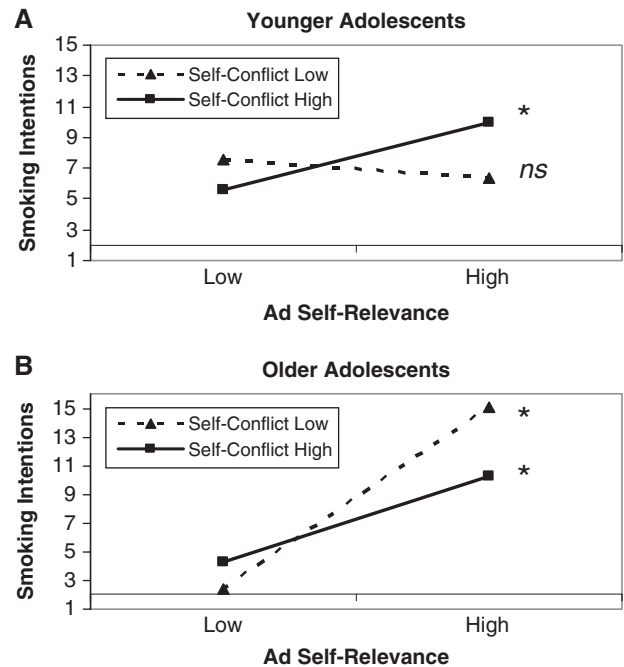 A
Younger Adolescents
Smoking Intentions
15
13
11
9
7
5
3
1
Self-Conflict Low
Self-Conflict High
*
ns
Low
High
Ad Self-Relevance
B
Older Adolescents
Smoking Intentions
15
13
11
9
7
5
3
1
Self-Conflict Low
Self-Conflict High
*
*
Low
High
Ad Self-Relevance